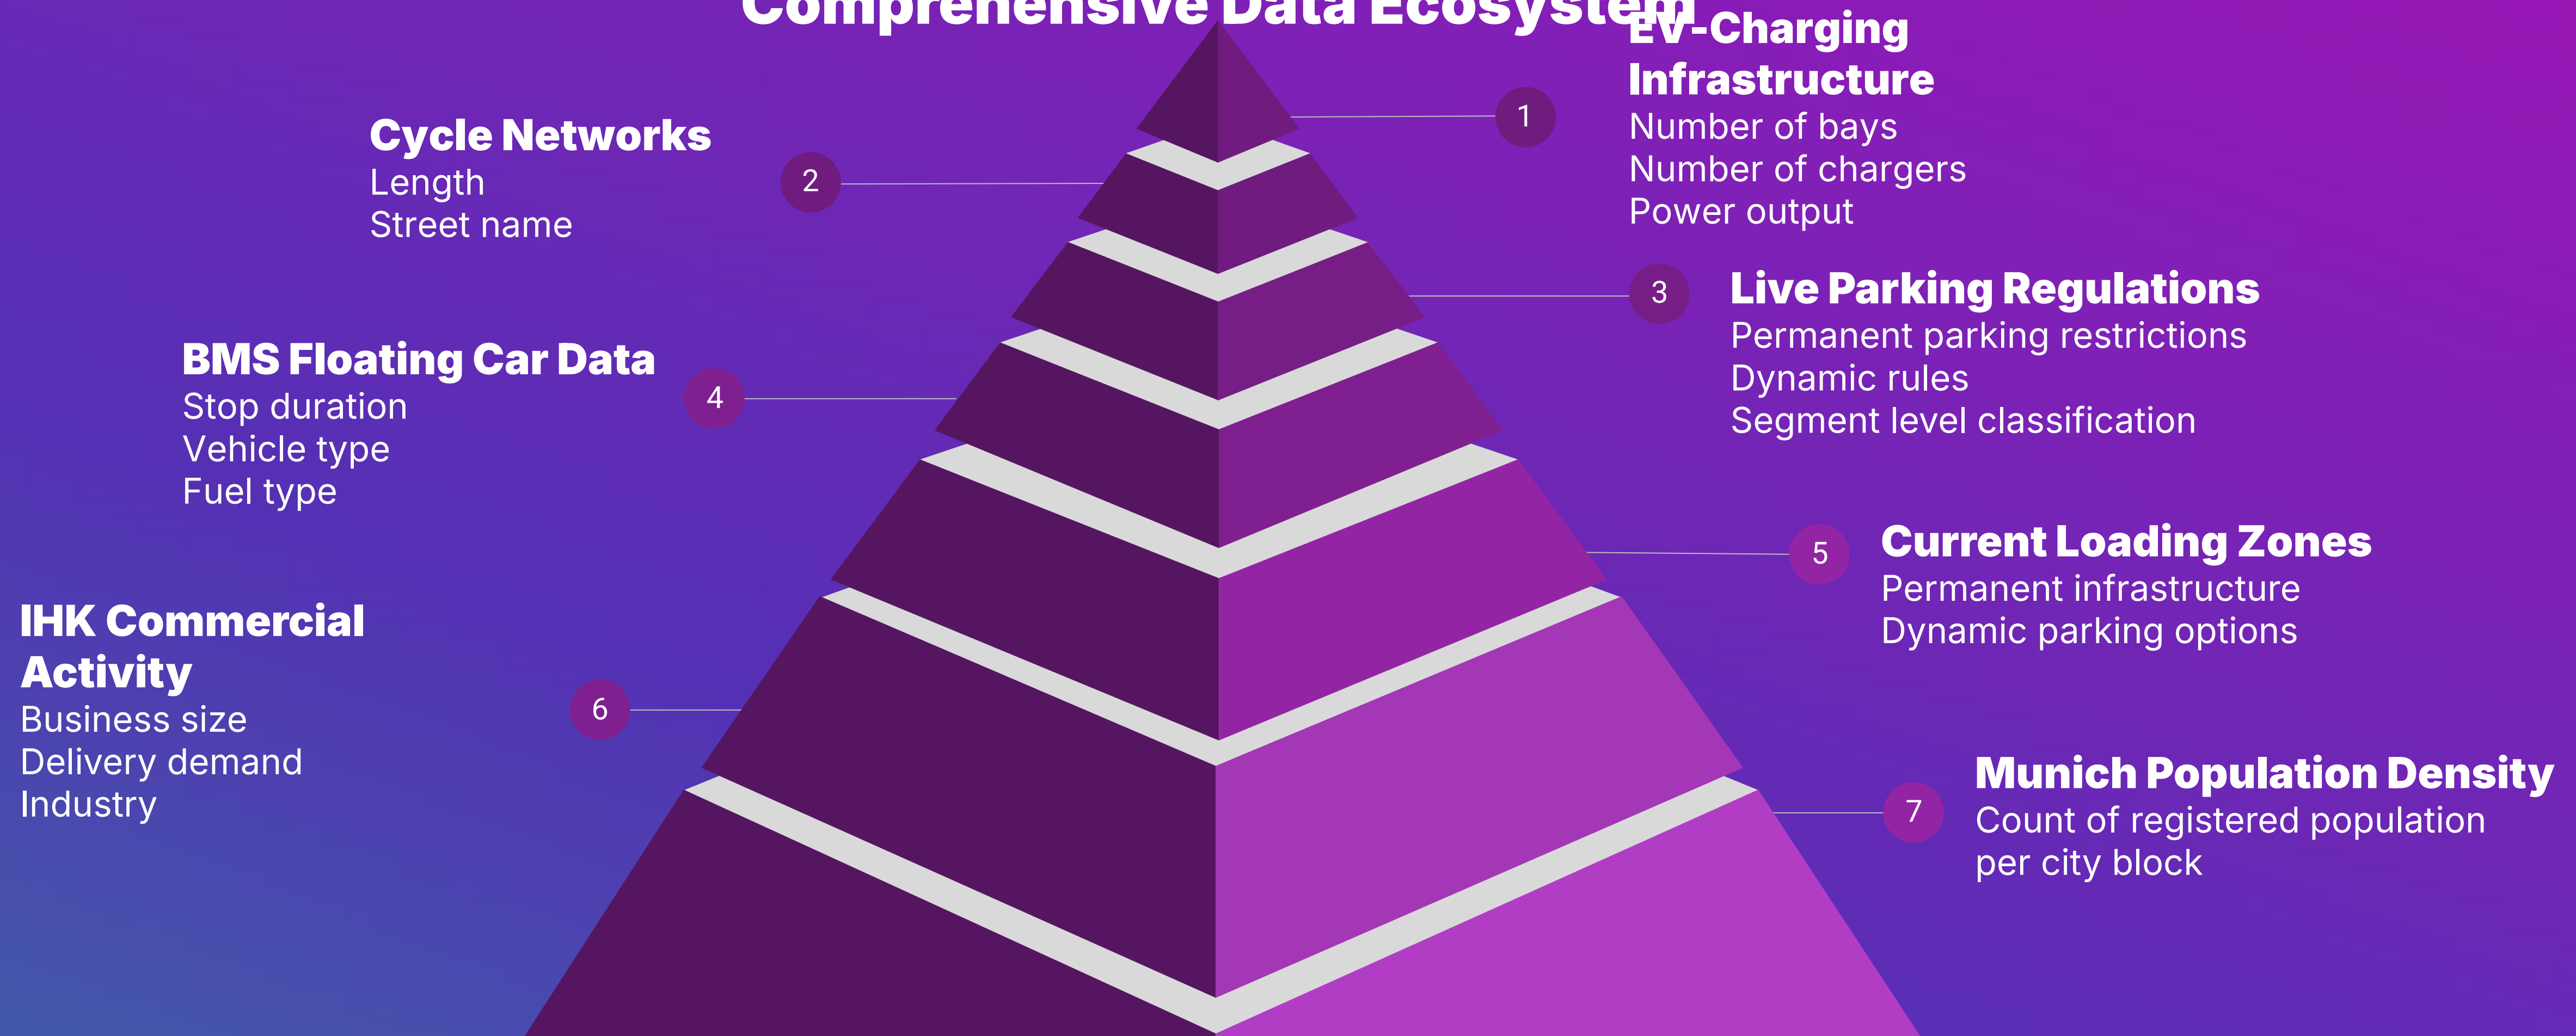 Comprehensive Data Ecosystem
EV-Charging
Infrastructure
Number of bays
Number of chargers
Power output
1
Cycle Networks
Length
Street name
2
Live Parking Regulations
Permanent parking restrictions
Dynamic rules
Segment level classification
3
BMS Floating Car Data
Stop duration
Vehicle type
Fuel type
4
Current Loading Zones
Permanent infrastructure
Dynamic parking options
5
IHK Commercial
Activity
Business size
Delivery demand
Industry
6
Munich Population Density
Count of registered population
per city block
7